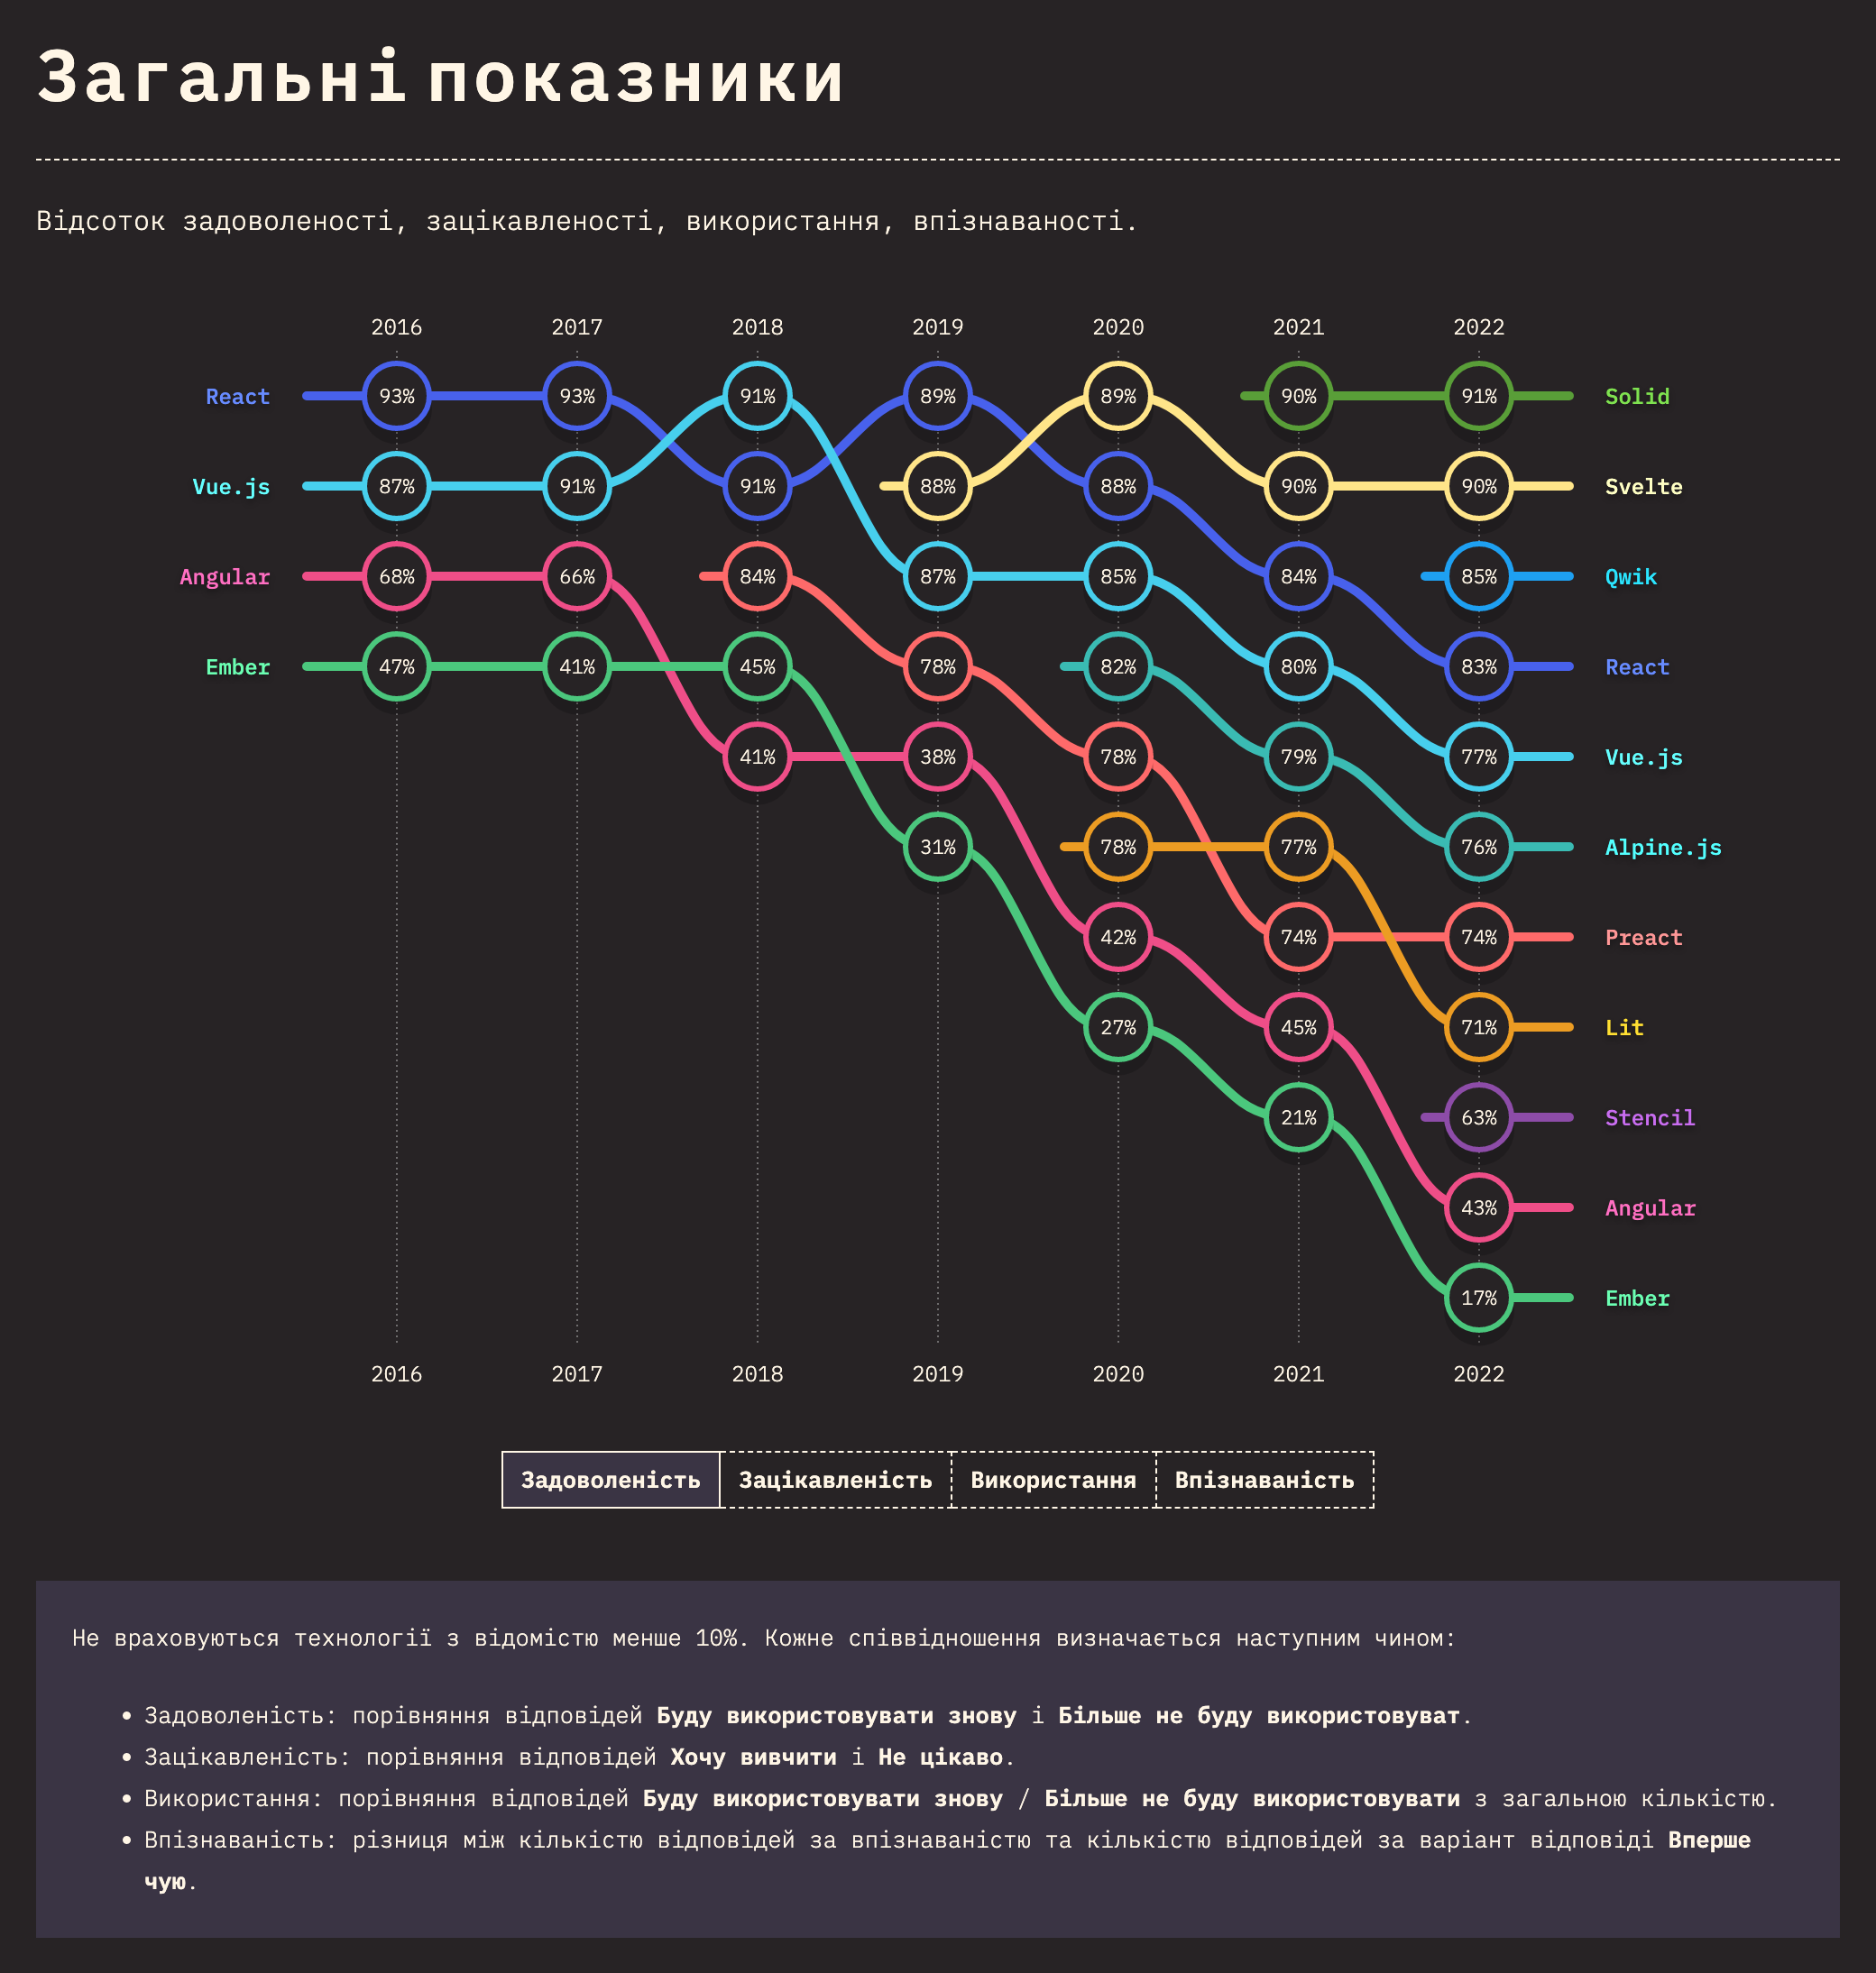 Загальні показники
Відсоток задоволеності, зацікавленості, використання, впізнаваності.
2016 2017 2018 2019 2020 2021 2022
React 93% 93% 91% 89% 89% 90% 91% Solid
Vue.js 87% 91% 91% 88% 88% 90% 90% Svelte
Angular 68% 66% 84% 87% 85% 84% 85% Qwik
Ember 47% 41% 45% 78% 82% 80% 83% React
41% 38% 78% 79% 77% Vue.js
31% 78% 77% 76% Alpine.js
42% 74% 74% Preact
27% 45% 71% Lit
21% 63% Stencil
43% Angular
17% Ember
2016 2017 2018 2019 2020 2021 2022
Задоволеність Зацікавленість Використання Впізнаваність
Не враховуються технології з відомістю менше 10%. Кожне співвідношення визначається наступним чином:
• Задоволеність: порівняння відповідей Буду використовувати знову і Більше не буду використовуват.
• Зацікавленість: порівняння відповідей Хочу вивчити і Не цікаво.
• Використання: порівняння відповідей Буду використовувати знову / Більше не буду використовувати з загальною кількістю.
• Впізнаваність: різниця між кількістю відповідей за впізнаваністю та кількістю відповідей за варіант відповіді Вперше
чую.